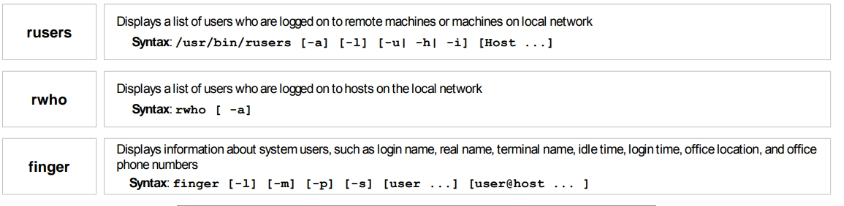 rusers
Displays a list of users who are logged on to remote machines or machines on local network
Syntax: /usr/bin/rusers [-a] [-l] [-u| -h| -i] [Host ...]
rwho
Displays a list of users who are logged on to hosts on the local network
Syntax: rwho [ -a]
finger
Displays information about system users, such as login name, real name, terminal name, idle time, login time, office location, and office
phone numbers
Syntax: finger [-l] [-m] [-p] [-s] [user ...] [user@host ... ]